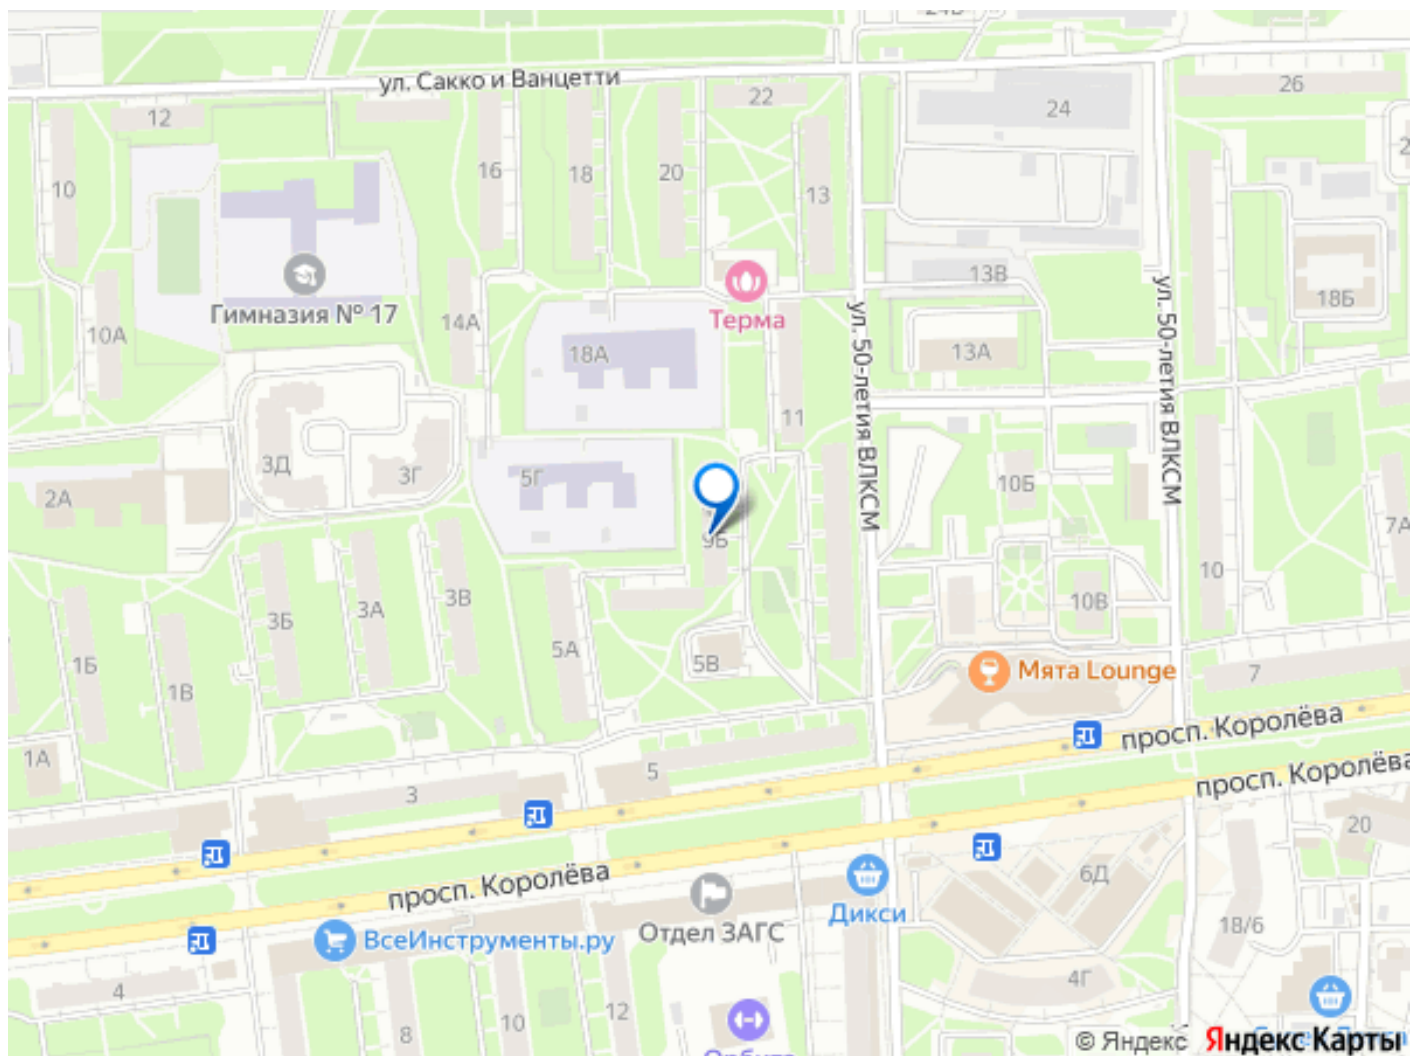 ул. Сакко и Ванцетти
22
24
26
12
16
18
20
13
10
13В
18Б
Гимназия № 17
Терма
ул. 50-летия ВЛКСМ
ул. 50-летия ВЛКСМ
10А
14А
18А
13А
11
3Д
3Г
5Г
10Б
2А
9Б
7А
3Б
3А
3В
10В
10
1Б
1В
5А
5В
Мята Lounge
7
просп. Королёва
1А
3
5
просп. Королёва
20
просп. Королёва
6Д
Дикси
Отдел ЗАГС
ВсеИнструменты.ру
18/6
4
8
10
12
4Г
© Яндекс Яндекс Карты